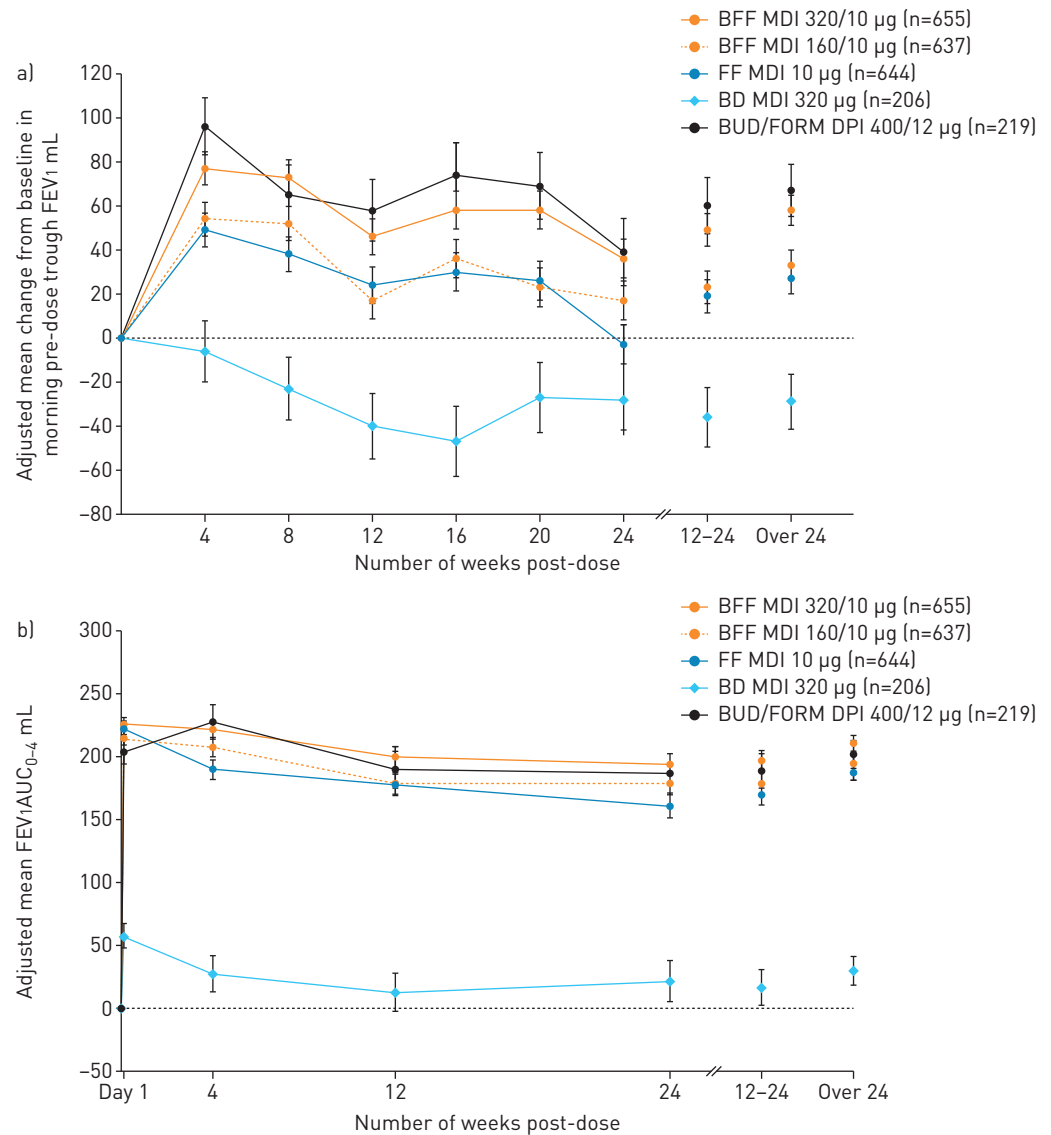 BFF MDI 320/10 µg (n=655)
BFF MDI 160/10 µg (n=637)
FF MDI 10 µg (n=644)
BD MDI 320 µg (n=206)
BUD/FORM DPI 400/12 µg (n=219)
a)
Adjusted mean change from baseline in
morning pre-dose trough FEV1 mL
120
100
80
60
40
20
0
–20
–40
–60
–80
4
8
12
16
20
24
12–24
Over 24
Number of weeks post-dose
BFF MDI 320/10 µg (n=655)
BFF MDI 160/10 µg (n=637)
FF MDI 10 µg (n=644)
BD MDI 320 µg (n=206)
BUD/FORM DPI 400/12 µg (n=219)
b)
Adjusted mean FEV1AUC0–4 mL
300
250
200
150
100
50
0
–50
Day 1
4
12
24
12–24
Over 24
Number of weeks post-dose